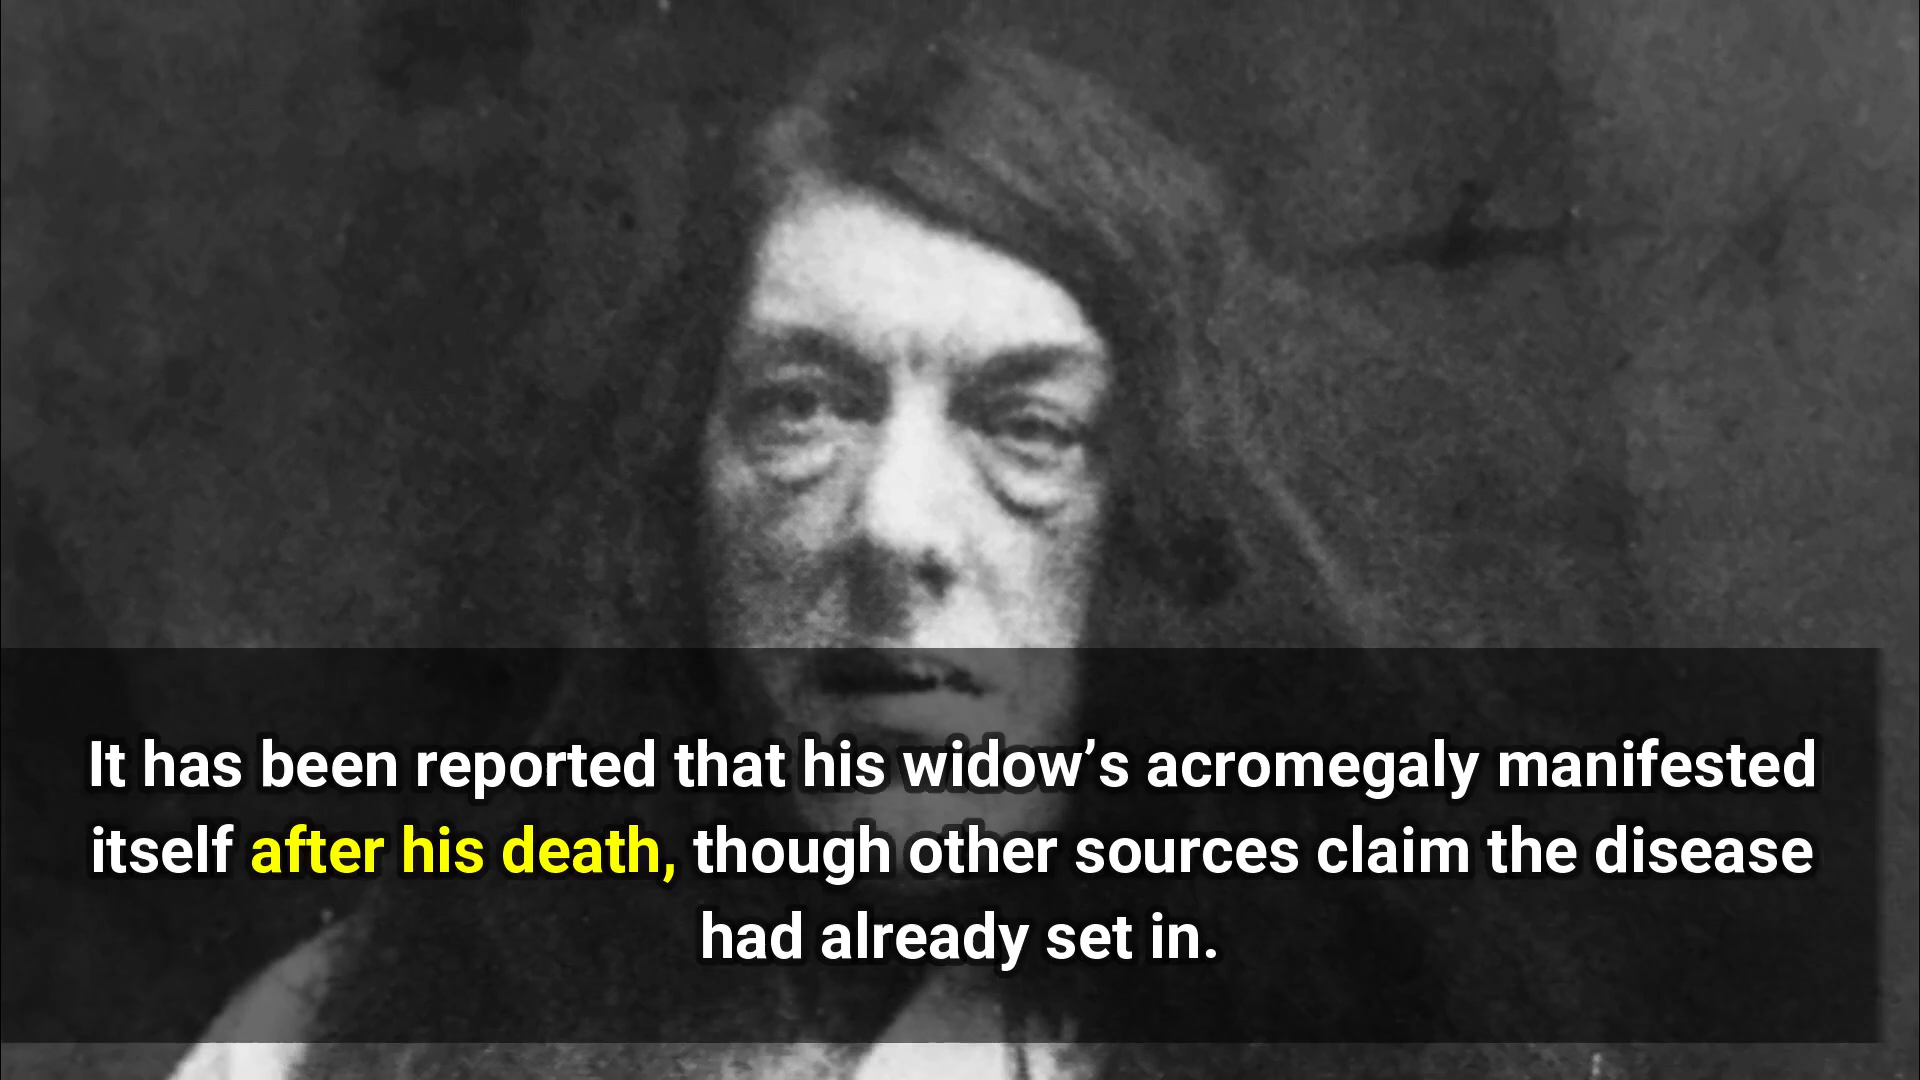 It has been reported that his widow’s acromegaly manifested
itself after his death, though other sources claim the disease
had already set in.